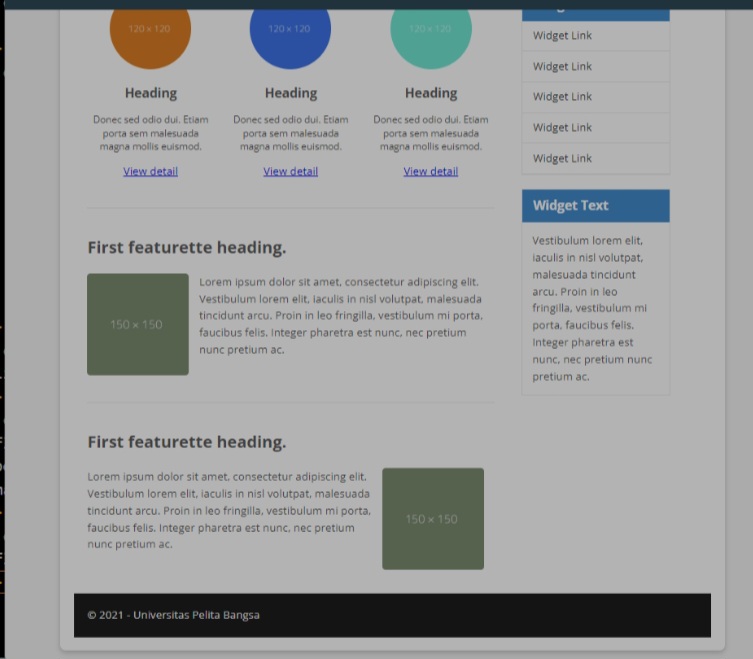 120 x 120
120 x 120
120 x 120
Heading
Heading
Heading
Donec sed odio dui. Etiam
porta sem malesuada
magna mollis euismod.
Donec sed odio dui. Etiam
porta sem malesuada
magna mollis euismod.
Donec sed odio dui. Etiam
porta sem malesuada
magna mollis euismod.
View detail
View detail
View detail
First featurette heading.
150 × 150
Lorem ipsum dolor sit amet, consectetur adipiscing elit.
Vestibulum lorem elit, iaculis in nisl volutpat, malesuada
tincidunt arcu. Proin in leo fringilla, vestibulum mi porta,
faucibus felis. Integer pharetra est nunc, nec pretium
nunc pretium ac.
First featurette heading.
Lorem ipsum dolor sit amet, consectetur adipiscing elit.
Vestibulum lorem elit, iaculis in nisl volutpat, malesuada
tincidunt arcu. Proin in leo fringilla, vestibulum mi porta,
faucibus felis. Integer pharetra est nunc, nec pretium
nunc pretium ac.
150 × 150
Widget Link
Widget Link
Widget Link
Widget Link
Widget Link
Widget Text
Vestibulum lorem elit,
iaculis in nisl volutpat,
malesuada tincidunt
arcu. Proin in leo
fringilla, vestibulum mi
porta, faucibus felis.
Integer pharetra est
nunc, nec pretium nunc
pretium ac.
© 2021 - Universitas Pelita Bangsa